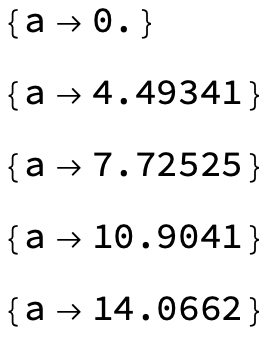 {a → 0.}
{a → 4.49341}
{a → 7.72525}
{a → 10.9041}
{a → 14.0662}